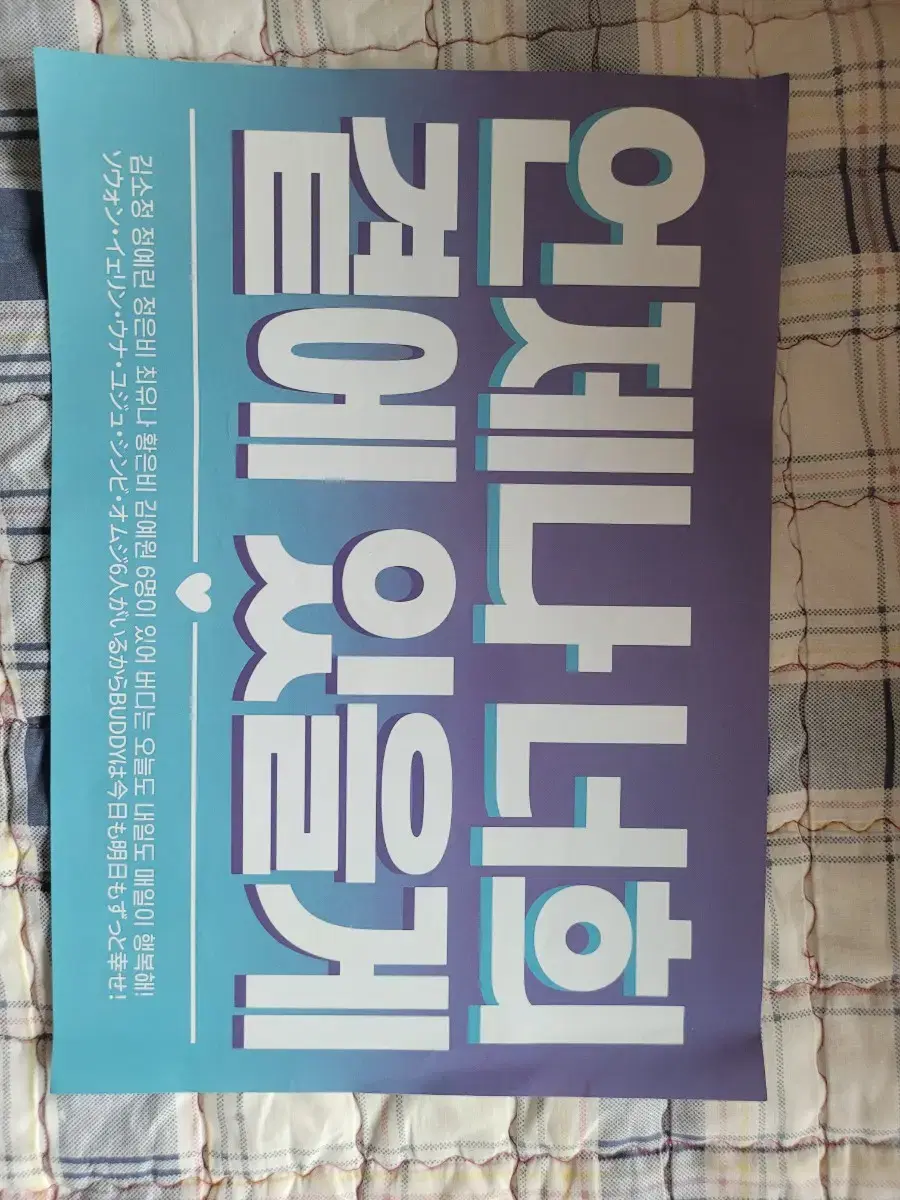 언제나 너희
곁에 있을게
김소정 정예린 정은비 최유나 황은비 김예원 6명이 있어 버디는 오늘도 내일도 매일이 행복해!
ソウォン・イェリン・ウナ・ユジュ・シンビ・オムジ6人がいるからBUDDYは今日も明日もずっと幸せ!